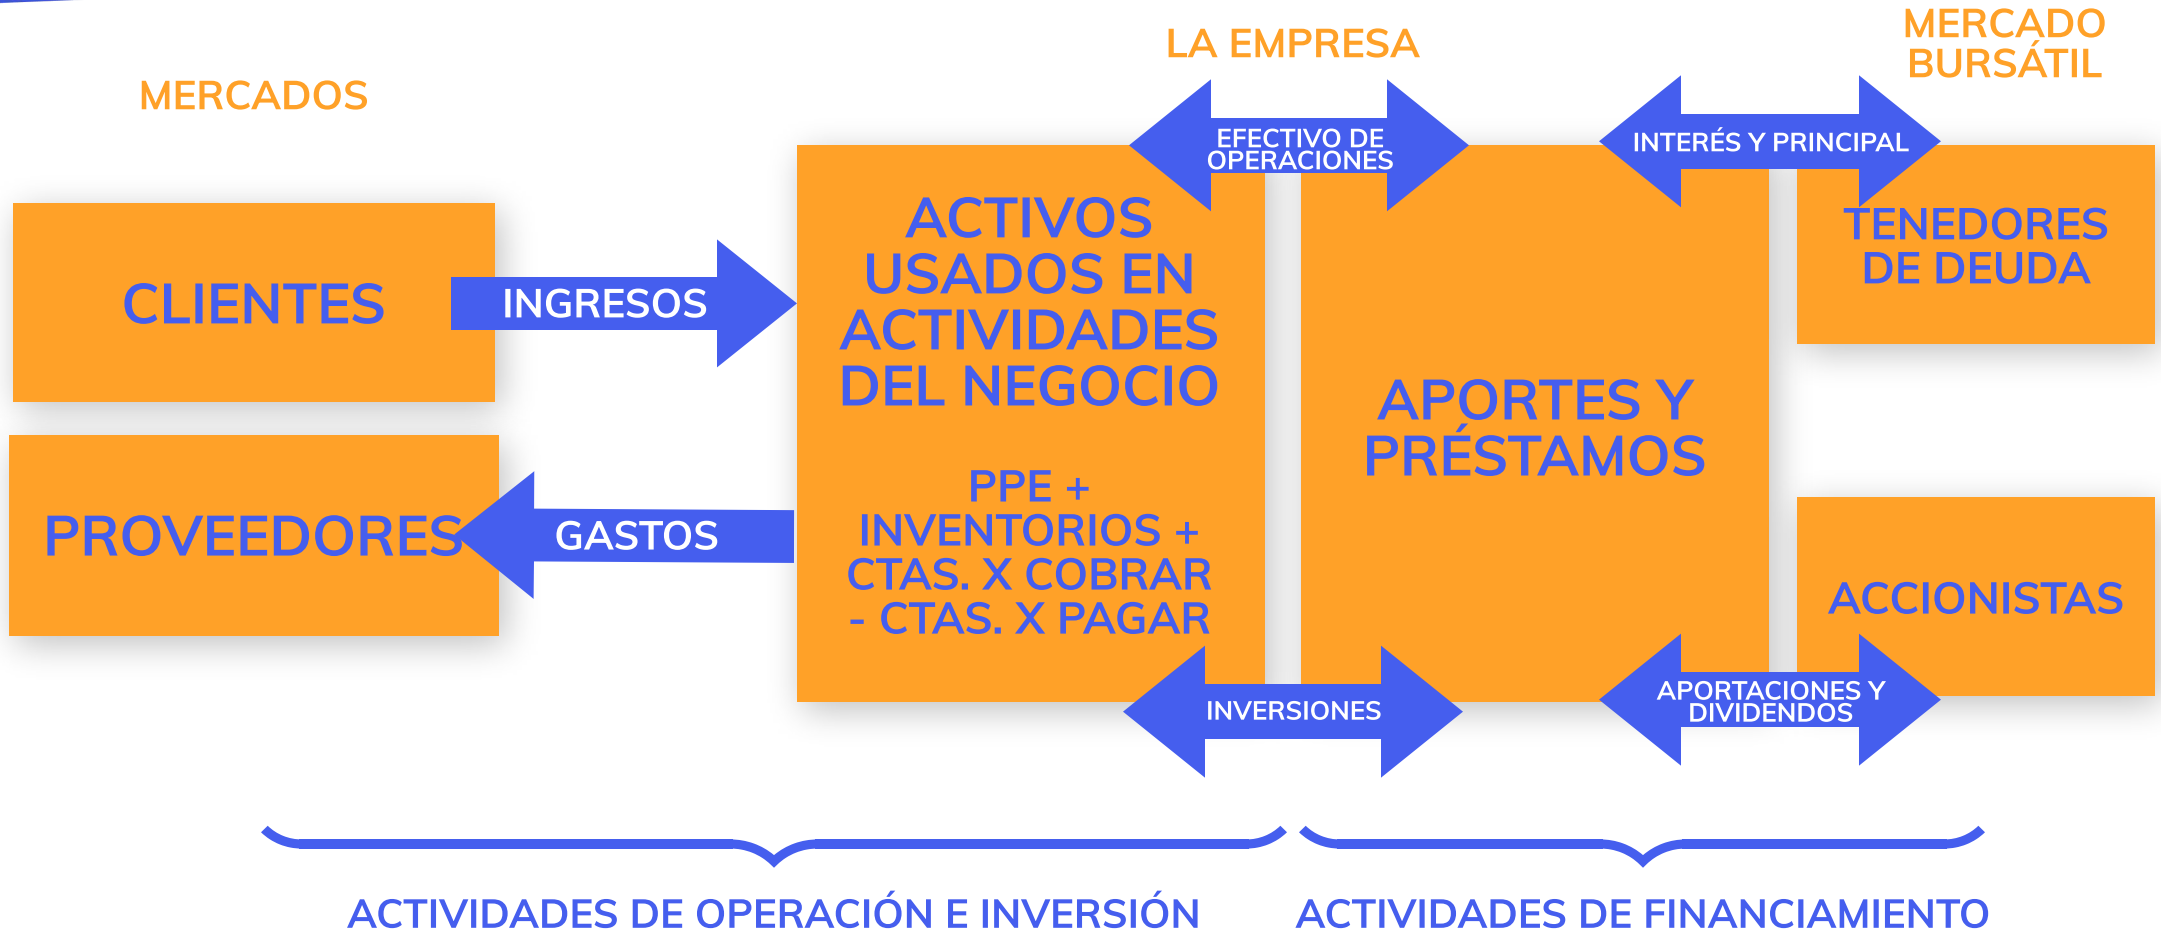 MERCADOS
CLIENTES
INGRESOS
PROVEEDORES
GASTOS
LA EMPRESA
EFECTIVO DE
OPERACIONES
ACTIVOS
USADOS EN
ACTIVIDADES
DEL NEGOCIO
PPE +
INVENTORIOS +
CTAS. X COBRAR
- CTAS. X PAGAR
INVERSIONES
APORTES Y
PRÉSTAMOS
MERCADO
BURSÁTIL
INTERÉS Y PRINCIPAL
TENEDORES
DE DEUDA
ACCIONISTAS
APORTACIONES Y
DIVIDENDOS
ACTIVIDADES DE OPERACIÓN E INVERSIÓN
ACTIVIDADES DE FINANCIAMIENTO